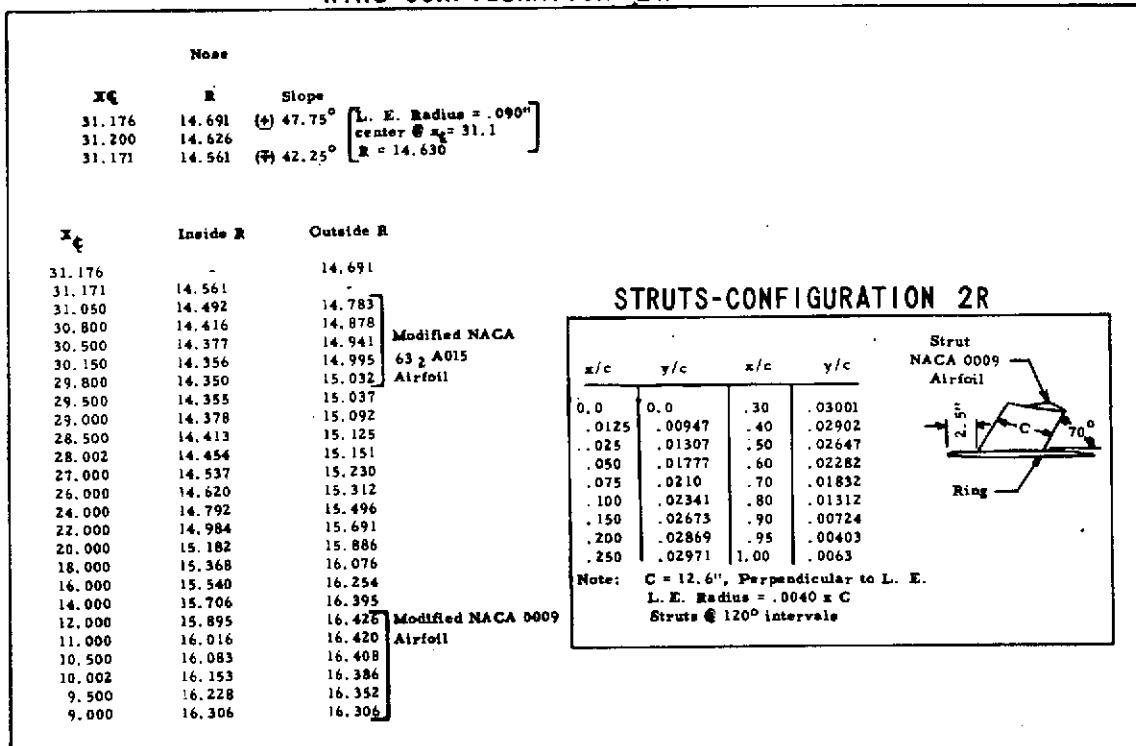 Nose
x℄ R Slope
31.176 14.691 (±) 47.75° L. E. Radius = .090"
31.200 14.626 center @ x℄= 31.1
31.171 14.561 (∓) 42.25° R = 14.630
x℄ Inside R Outside R
31.176 - 14.691
31.171 14.561 -
31.050 14.492 14.783
30.800 14.416 14.878
30.500 14.377 14.941
30.150 14.356 14.995
29.800 14.350 15.032
Modified NACA
63 2 A015
Airfoil
29.500 14.355 15.037
29.000 14.378 15.092
28.500 14.413 15.125
28.002 14.454 15.151
27.000 14.537 15.230
26.000 14.620 15.312
24.000 14.792 15.496
22.000 14.984 15.691
20.000 15.182 15.886
18.000 15.368 16.076
16.000 15.540 16.254
14.000 15.706 16.395
12.000 15.895 16.426
11.000 16.016 16.420
10.500 16.083 16.408
10.002 16.153 16.386
9.500 16.228 16.352
9.000 16.306 16.306
Modified NACA 0009
Airfoil
STRUTS-CONFIGURATION 2R
x/c y/c x/c y/c
0.0 0.0 .30 .03001
.0125 .00947 .40 .02902
.025 .01307 .50 .02647
.050 .01777 .60 .02282
.075 .0210 .70 .01832
.100 .02341 .80 .01312
.150 .02673 .90 .00724
.200 .02869 .95 .00403
.250 .02971 1.00 .0063
Strut
NACA 0009
Airfoil
2.5"
C
70°
Ring
Note: C = 12.6", Perpendicular to L. E.
L. E. Radius = .0040 x C
Struts @ 120° intervals